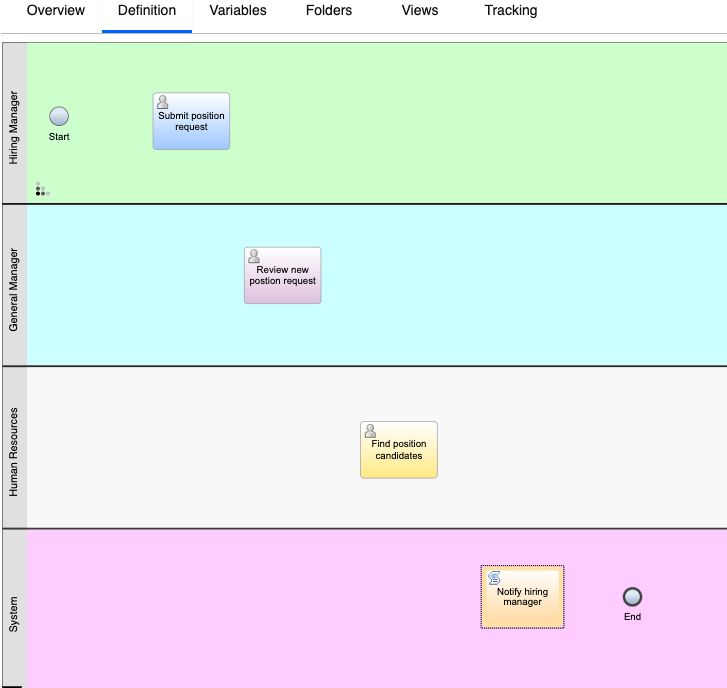 Overview Definition Variables Folders Views Tracking
Hiring Manager
Start
Submit position
request
General Manager
Review new
postion request
Human Resources
Find position
candidates
System
Notify hiring
manager
End